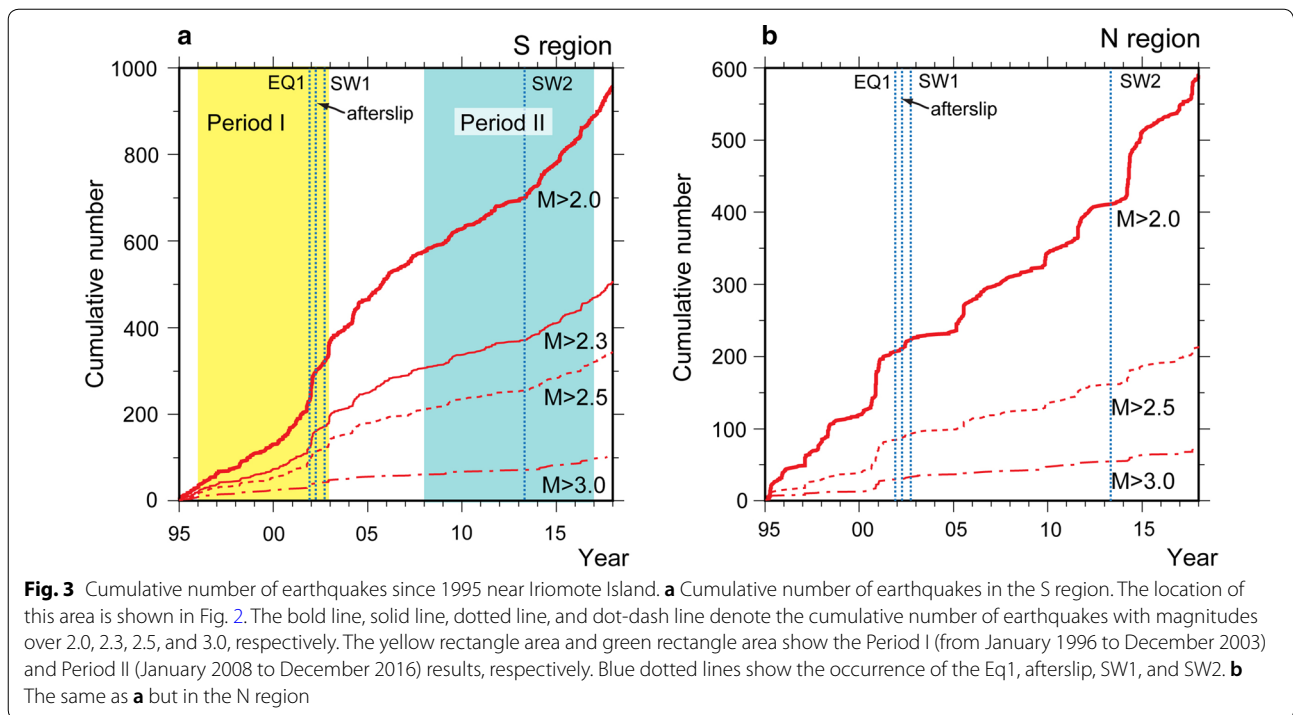 a
S region
1000
800
600
400
200
0
Cumulative number
EQ1
SW1
afterslip
SW2
Period I
Period II
M>2.0
M>2.3
M>2.5
M>3.0
95 00 05 10 15
Year
b
N region
600
500
400
300
200
100
0
Cumulative number
EQ1
SW1
afterslip
SW2
M>2.0
M>2.5
M>3.0
95 00 05 10 15
Year
Fig. 3 Cumulative number of earthquakes since 1995 near Iriomote Island. a Cumulative number of earthquakes in the S region. The location of
this area is shown in Fig. 2. The bold line, solid line, dotted line, and dot-dash line denote the cumulative number of earthquakes with magnitudes
over 2.0, 2.3, 2.5, and 3.0, respectively. The yellow rectangle area and green rectangle area show the Period I (from January 1996 to December 2003)
and Period II (January 2008 to December 2016) results, respectively. Blue dotted lines show the occurrence of the Eq1, afterslip, SW1, and SW2. b
The same as a but in the N region